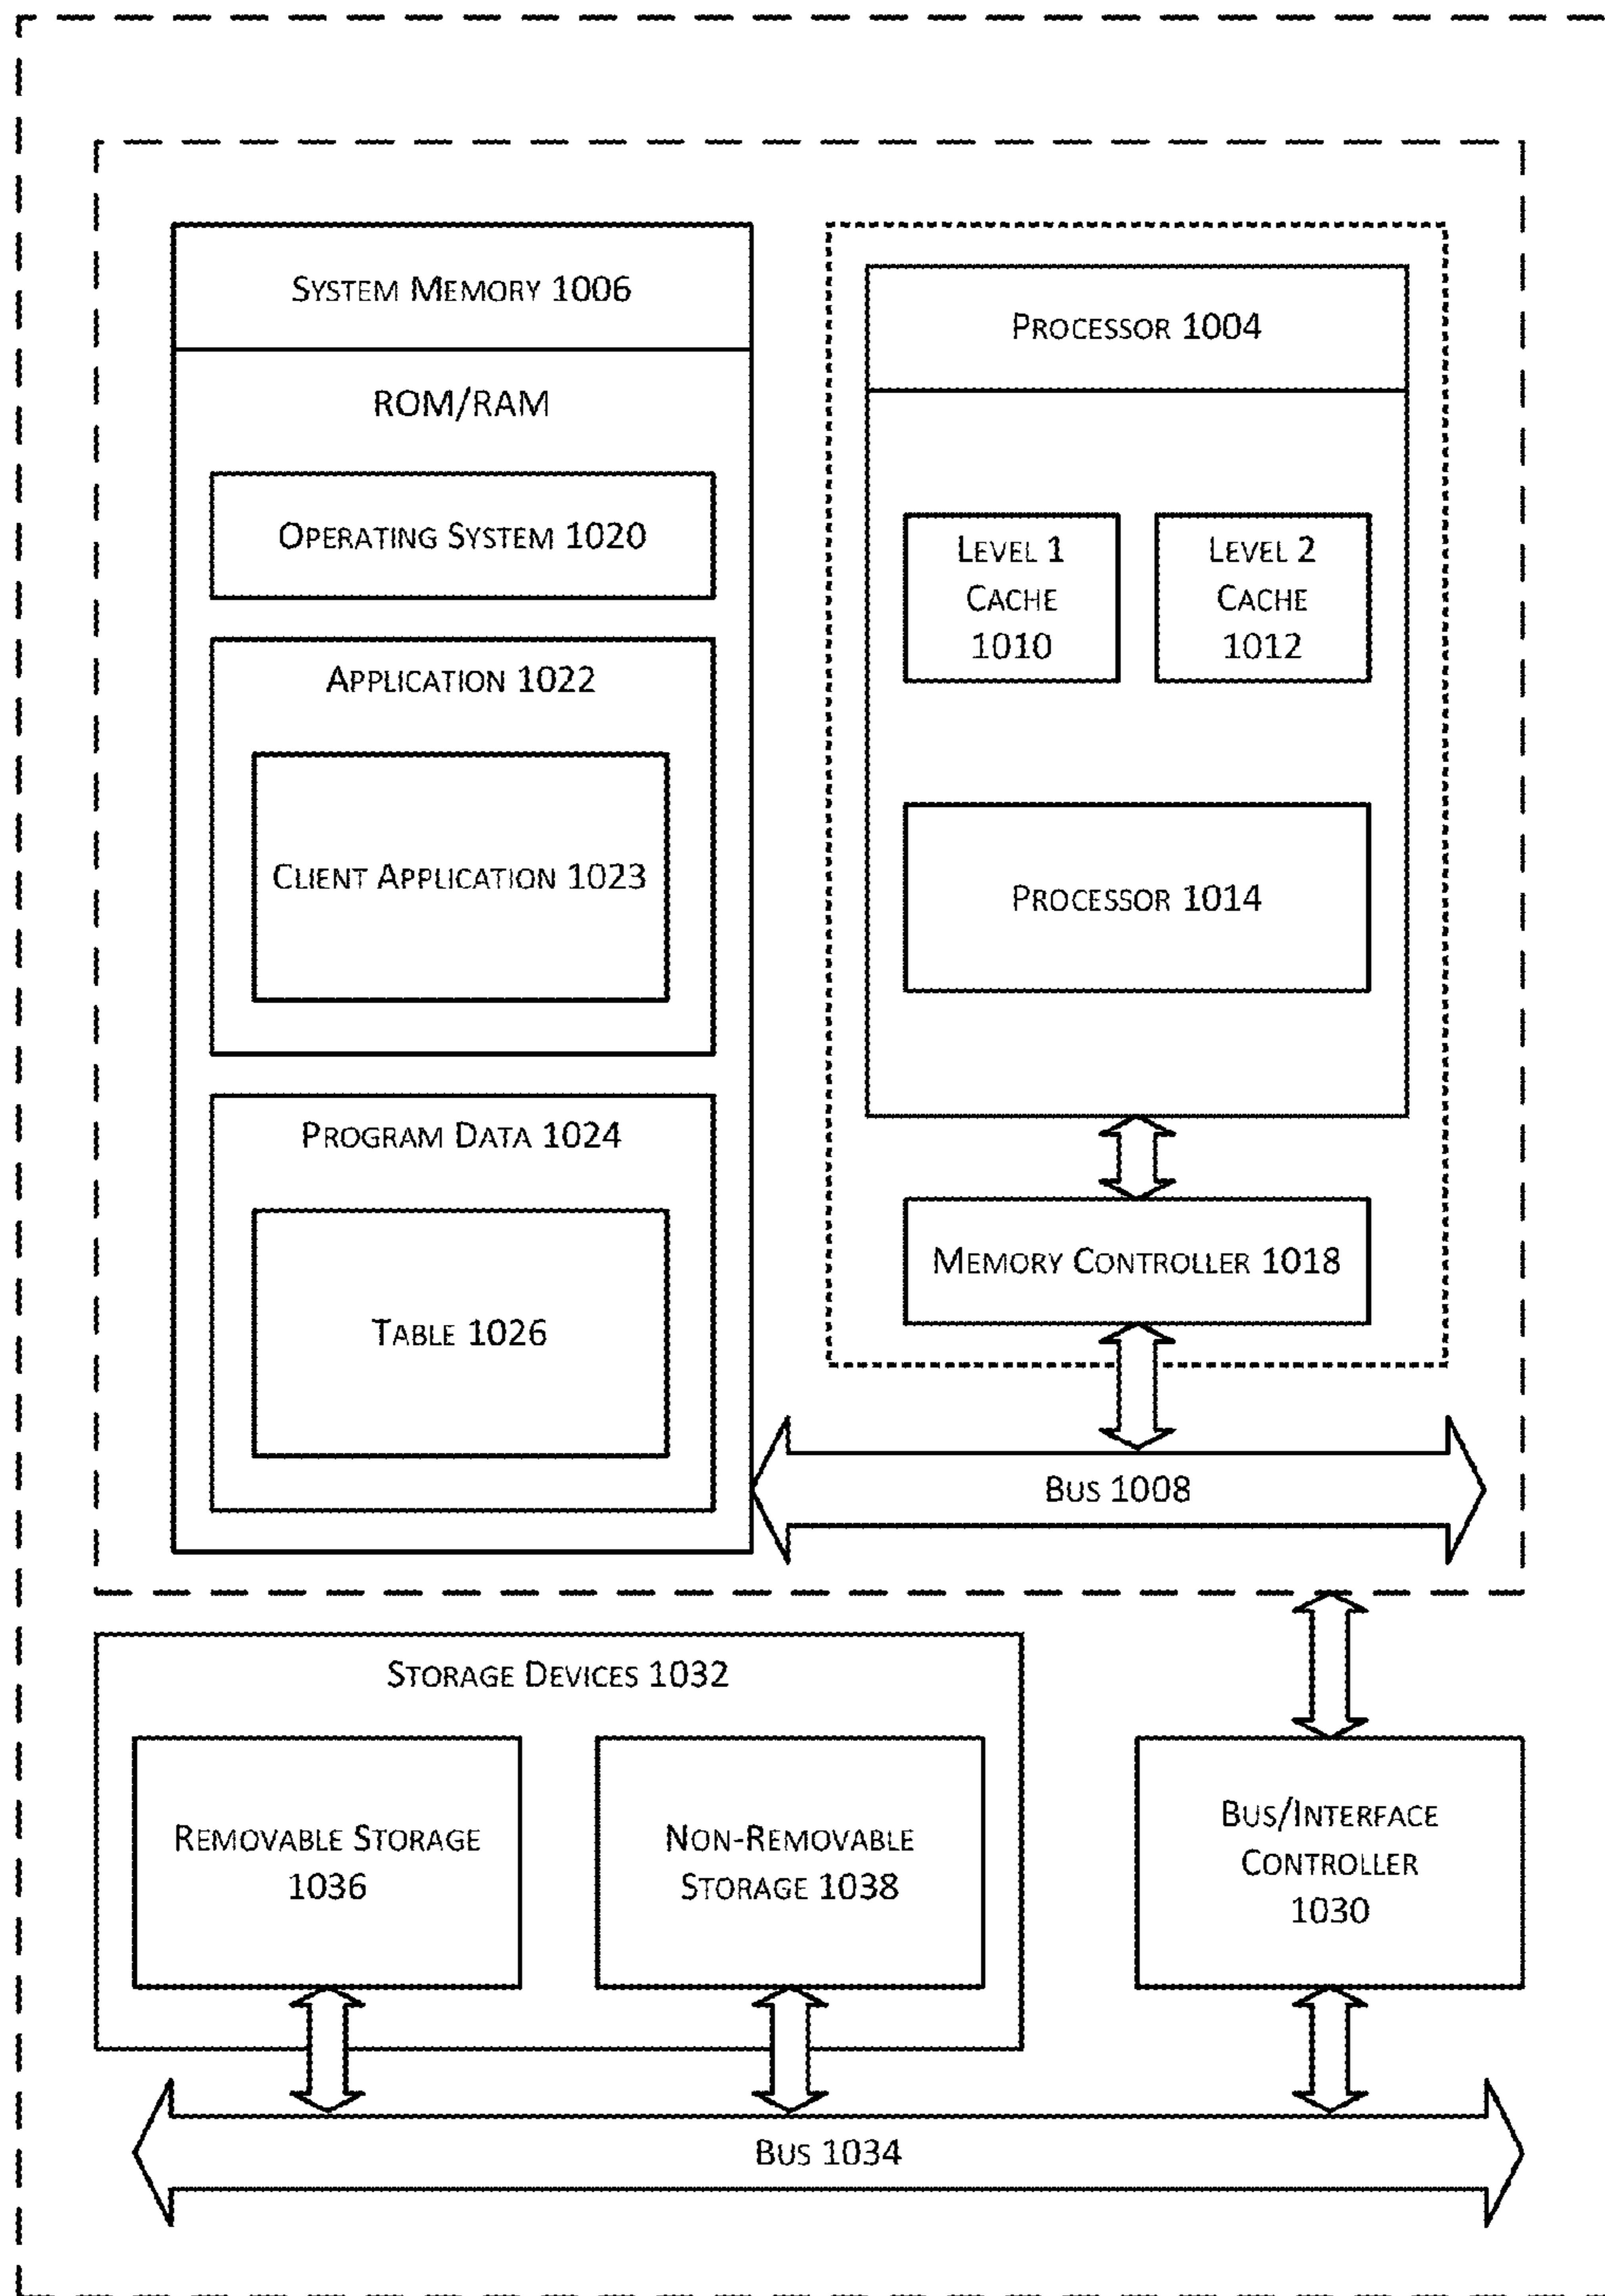 System Memory 1006
ROM/RAM
Operating System 1020
Application 1022
Client Application 1023
Program Data 1024
Table 1026
Processor 1004
Level 1
Cache
1010
Level 2
Cache
1012
Processor 1014
Memory Controller 1018
Bus 1008
Storage Devices 1032
Removable Storage
1036
Non-Removable
Storage 1038
Bus/Interface
Controller
1030
Bus 1034